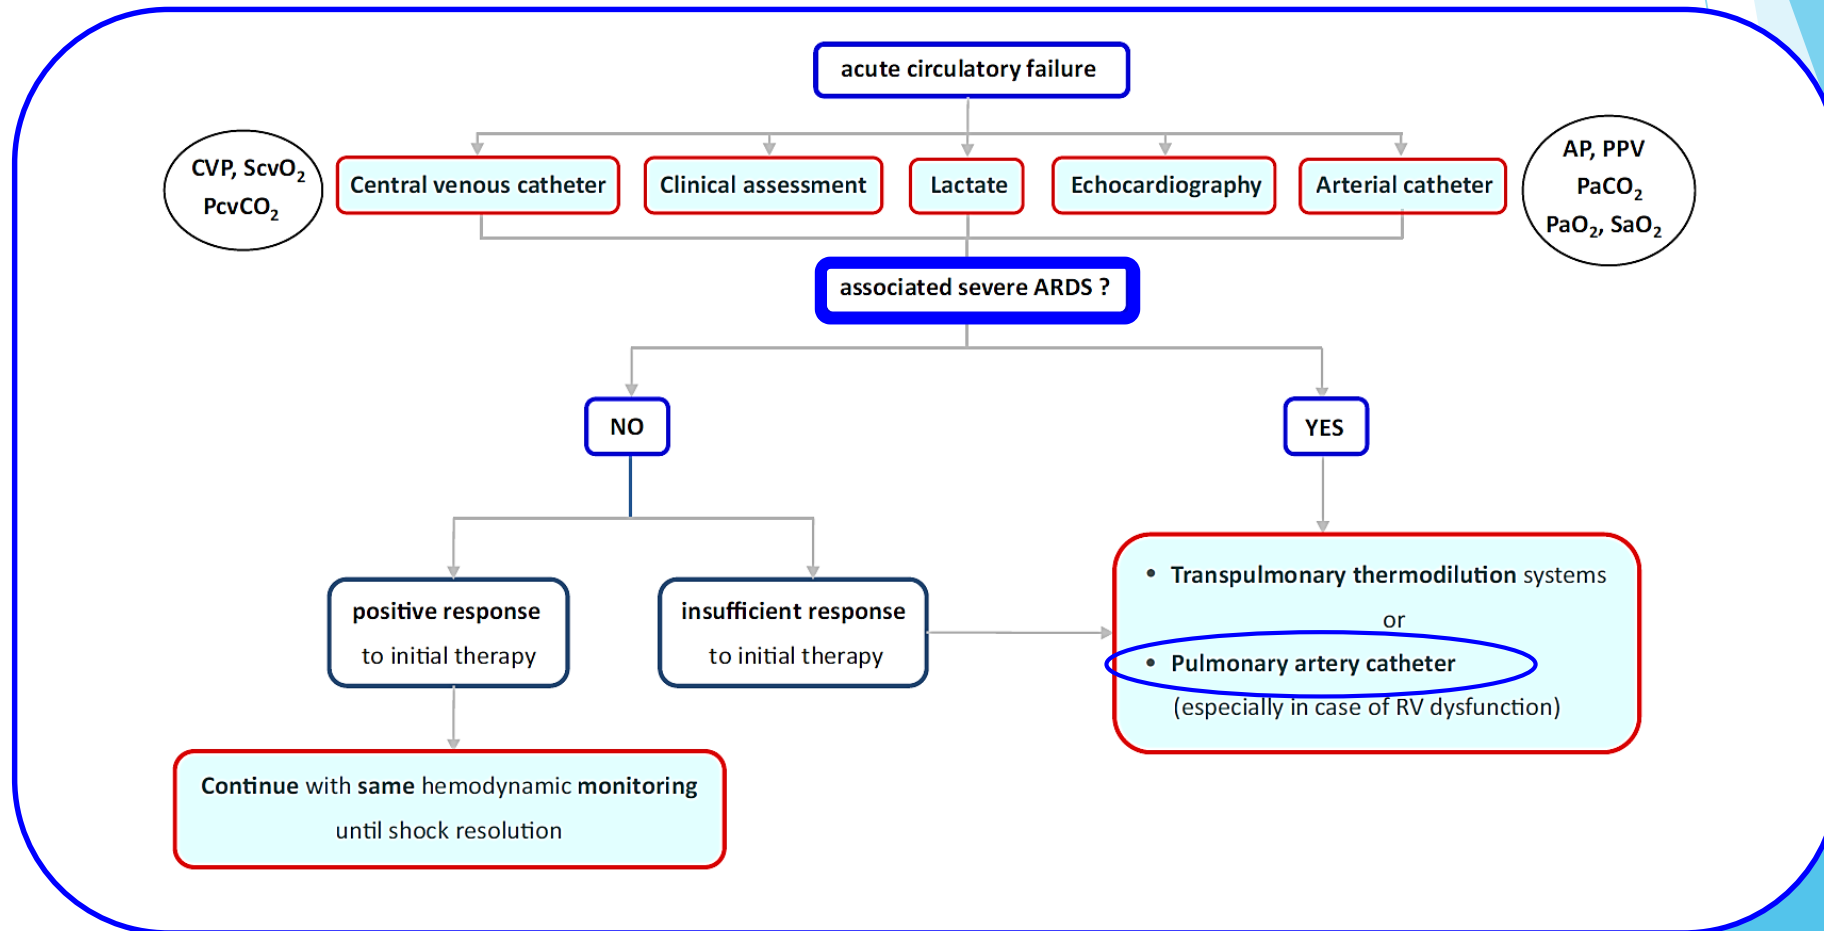 acute circulatory failure
CVP, ScvO₂
PcvCO₂
Central venous catheter
Clinical assessment
Lactate
Echocardiography
Arterial catheter
AP, PPV
PaCO₂
PaO₂, SaO₂
associated severe ARDS ?
NO
YES
positive response
to initial therapy
insufficient response
to initial therapy
• Transpulmonary thermodilution systems
or
• Pulmonary artery catheter
(especially in case of RV dysfunction)
Continue with same hemodynamic monitoring
until shock resolution